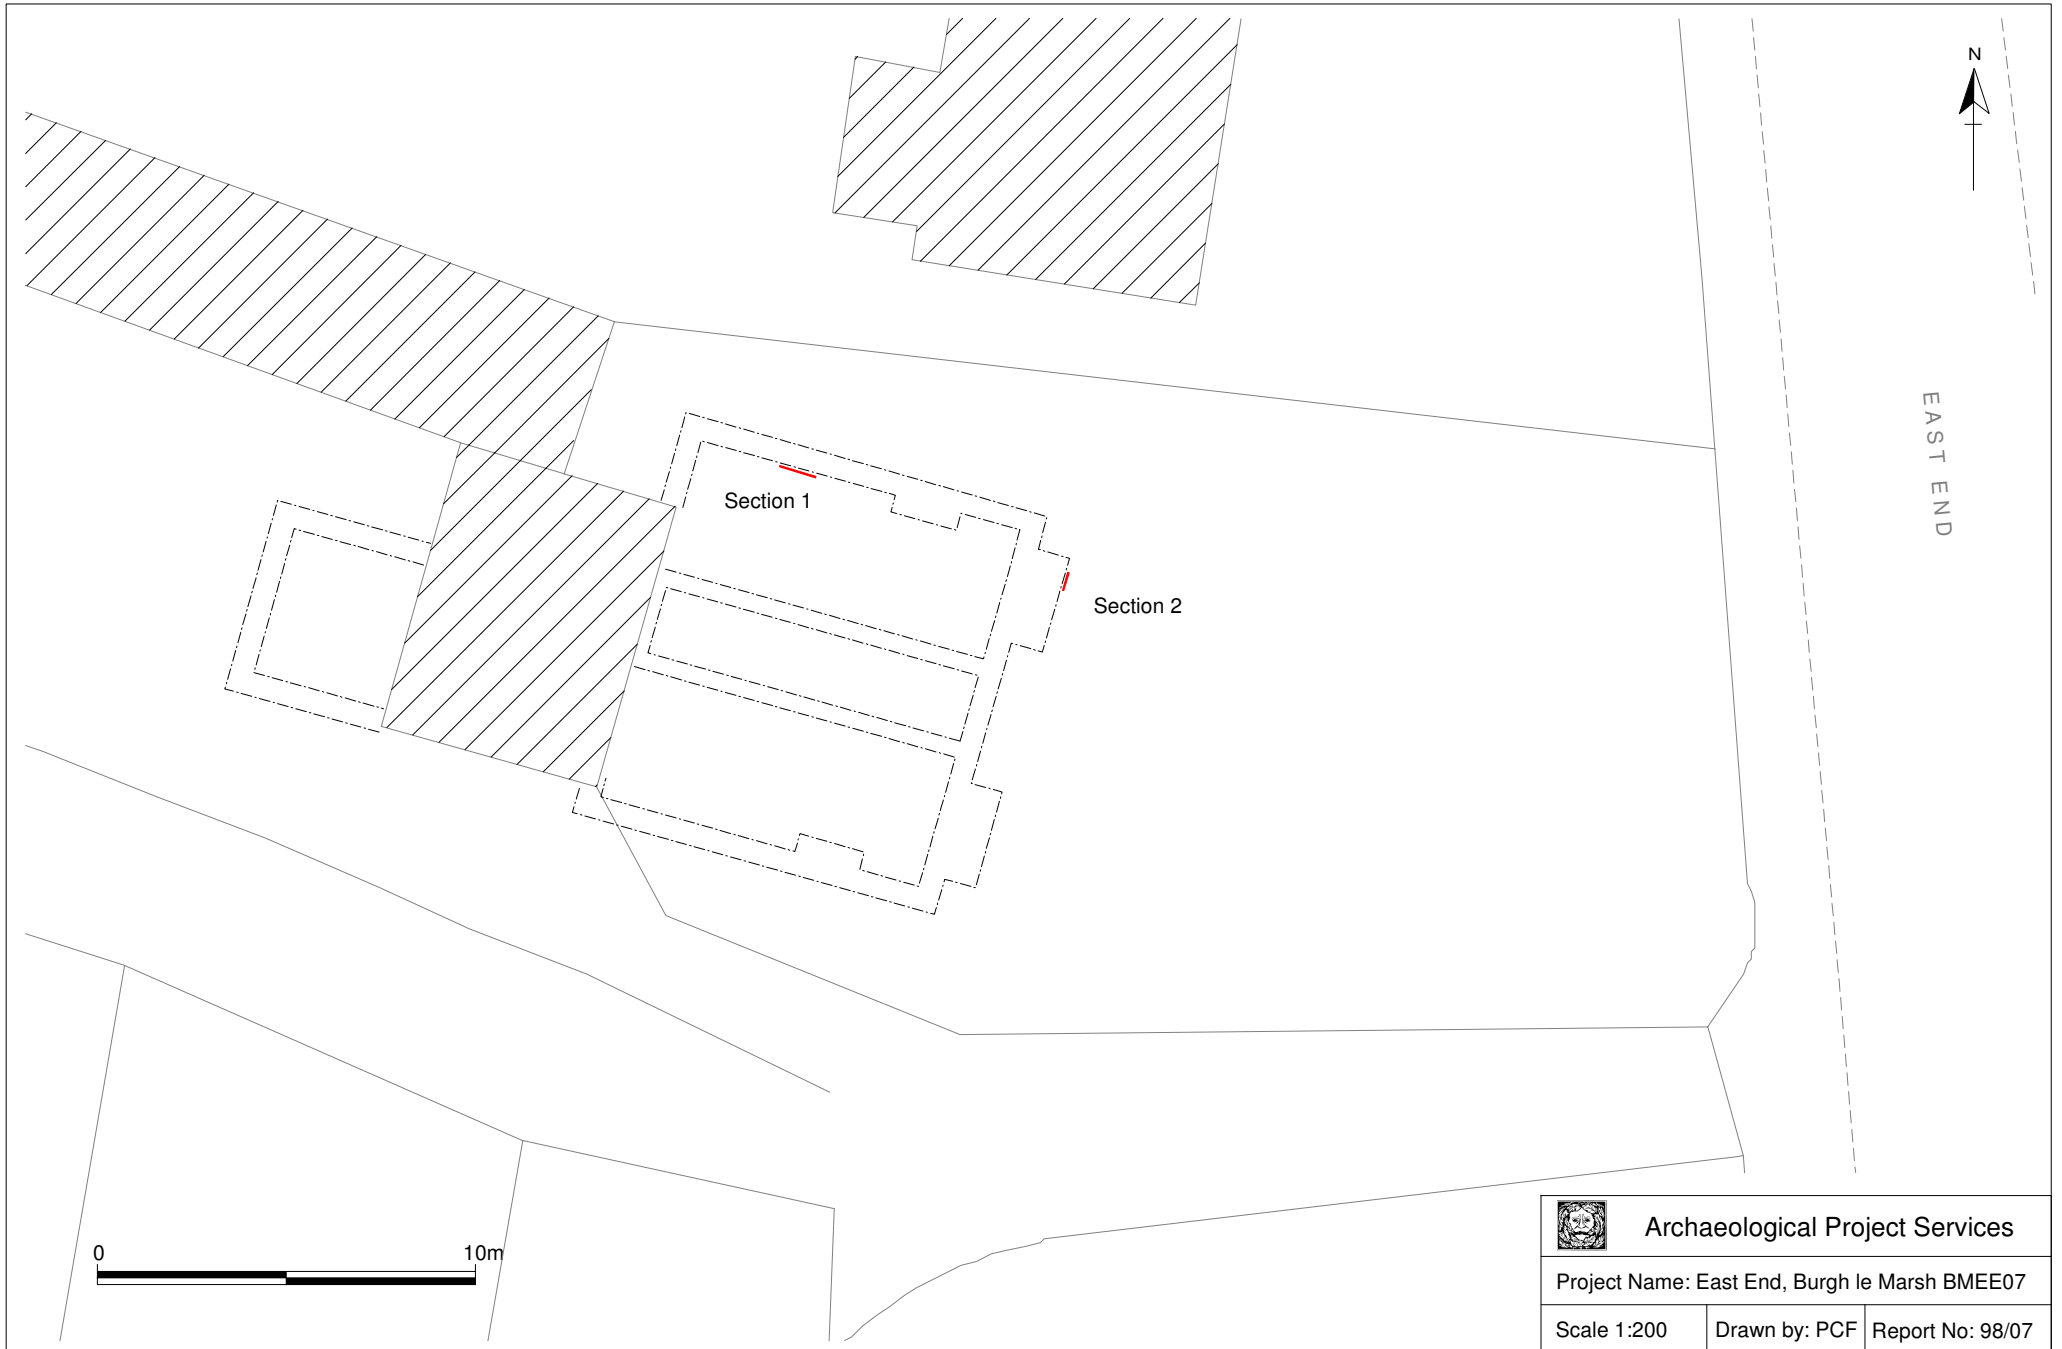 N
EAST END
Section 1
Section 2
0 10m
Archaeological Project Services
Project Name: East End, Burgh le Marsh BMEE07
Scale 1:200 Drawn by: PCF Report No: 98/07